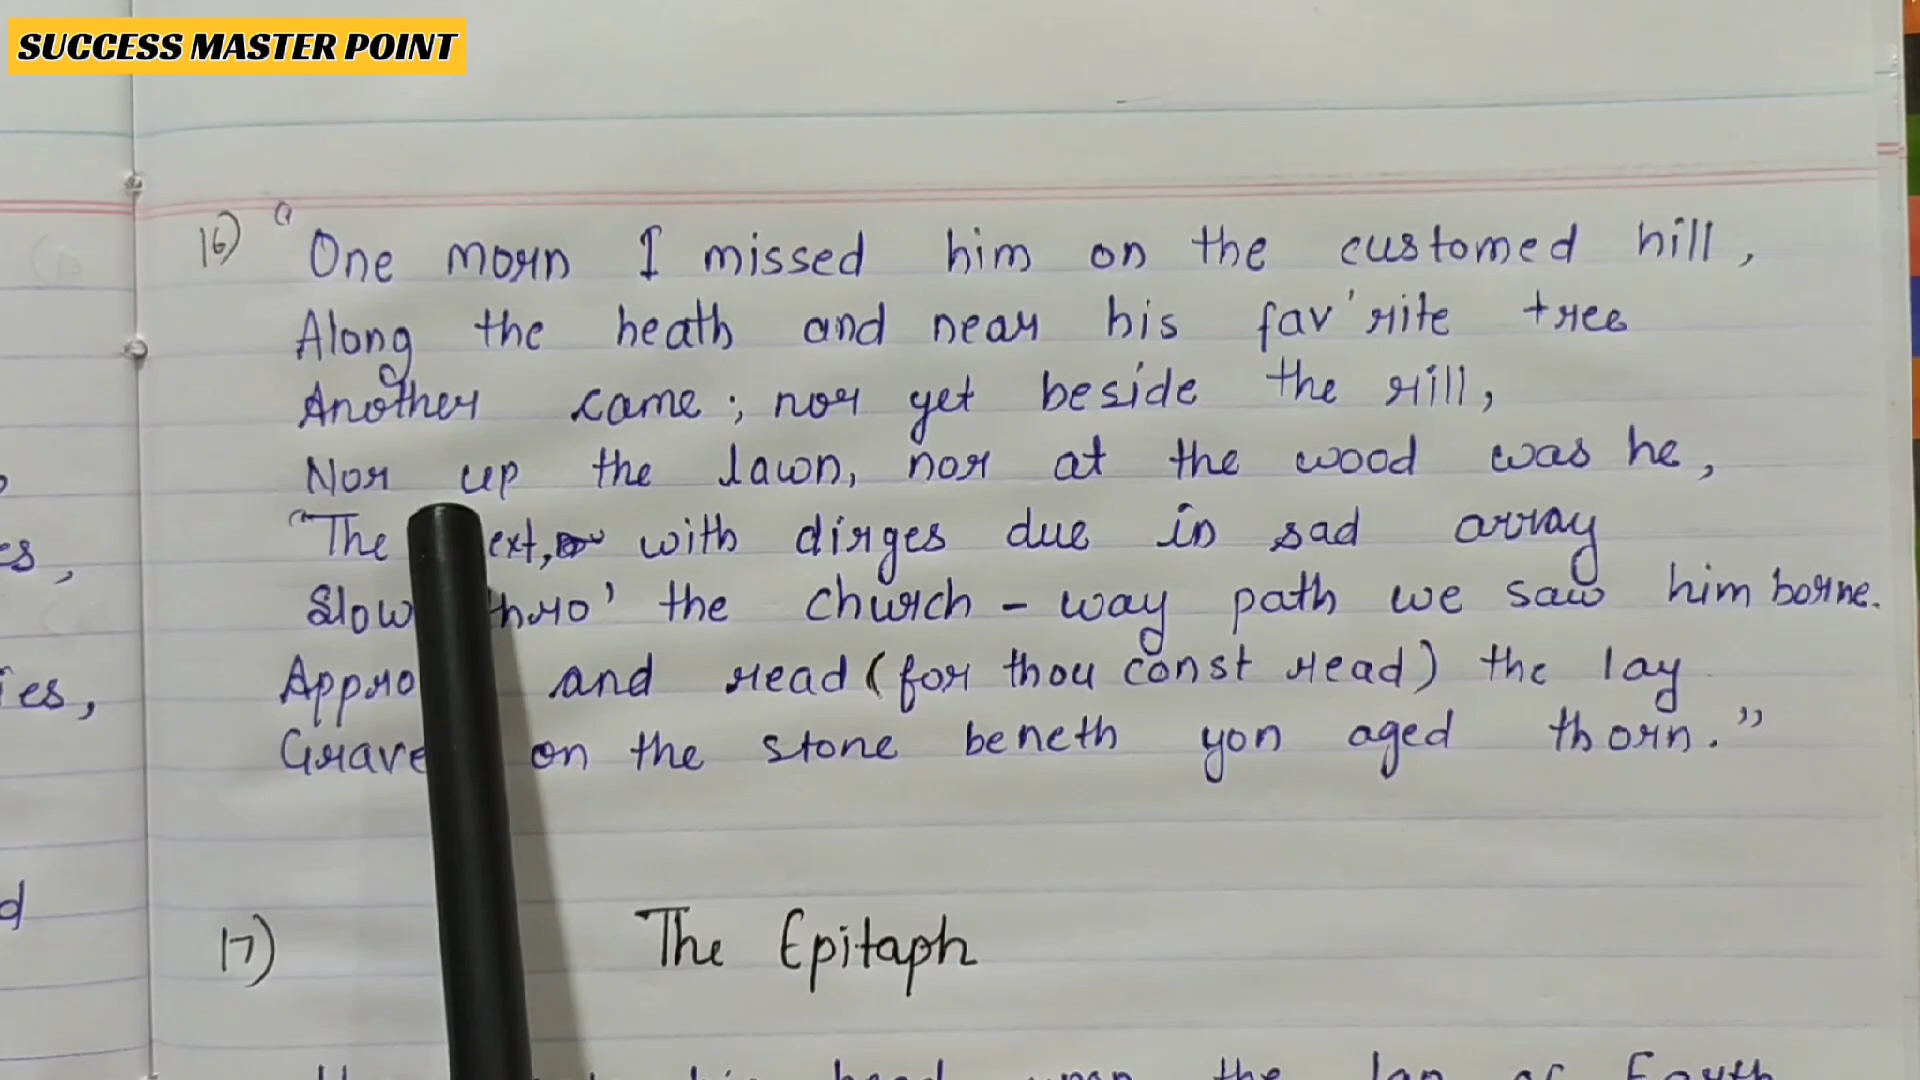 SUCCESS MASTER POINT
16) "One morn I missed him on the customed hill,
Along the heath and near his fav'rite tree
Another came; nor yet beside the rill,
Nor up the lawn, nor at the wood was he,
"The ext, with dirges due in sad array
Slow thro' the church-way path we saw him borne.
Appro and read (for thou const read) the lay
Grave on the stone beneth yon aged thorn."
17) The Epitaph
es,
ies,
d